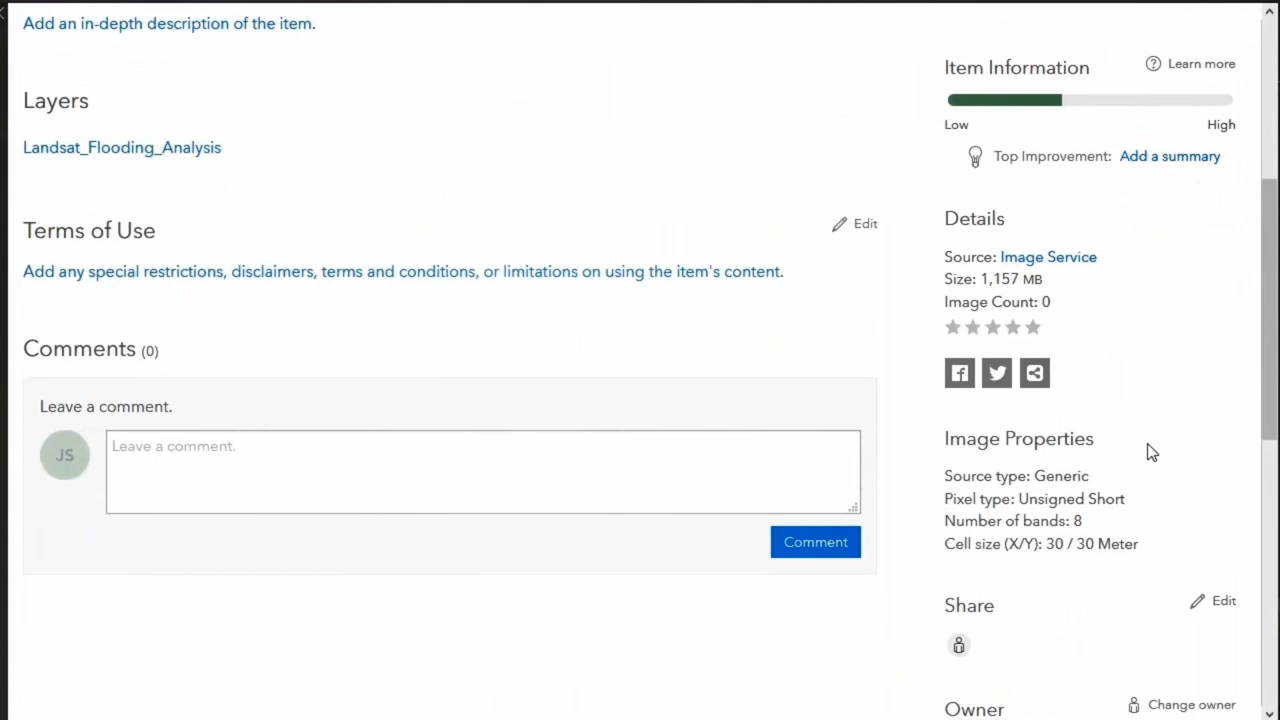 Add an in-depth description of the item.
Layers
Landsat_Flooding_Analysis
Terms of Use
Edit
Add any special restrictions, disclaimers, terms and conditions, or limitations on using the item's content.
Comments (0)
Leave a comment.
JS
Leave a comment.
Comment
Item Information
Learn more
Low
High
Top Improvement: Add a summary
Details
Source: Image Service
Size: 1,157 MB
Image Count: 0
Image Properties
Source type: Generic
Pixel type: Unsigned Short
Number of bands: 8
Cell size (X/Y): 30 / 30 Meter
Share
Edit
Owner
Change owner